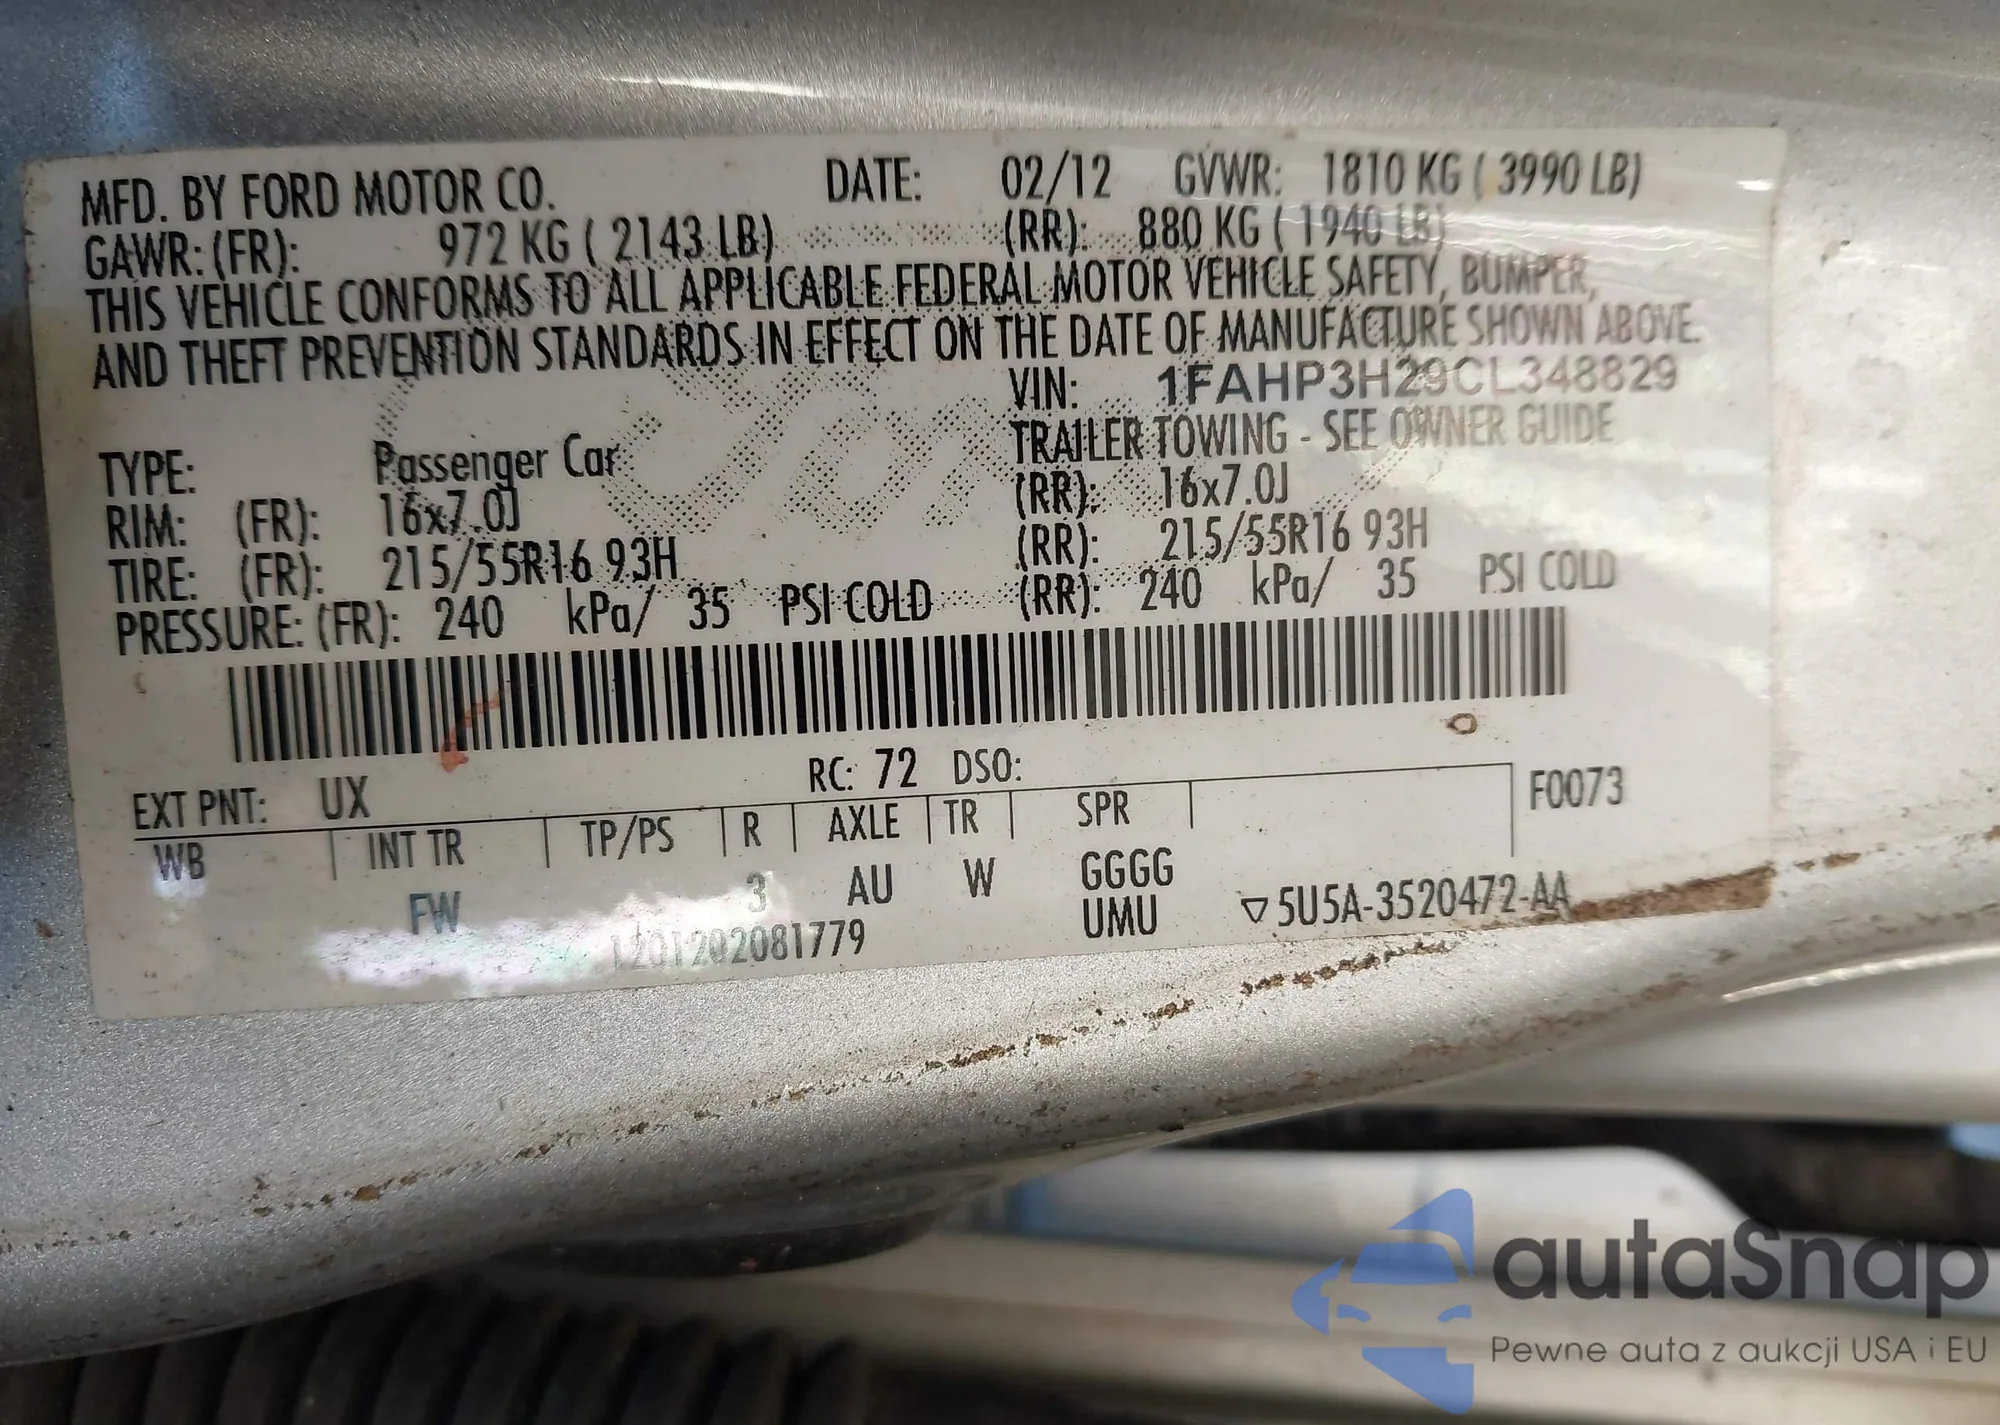 MFD. BY FORD MOTOR CO. DATE: 02/12 GVWR: 1810 KG ( 3990 LB)
GAWR: (FR): 972 KG ( 2143 LB) (RR): 880 KG ( 1940 LB)
THIS VEHICLE CONFORMS TO ALL APPLICABLE FEDERAL MOTOR VEHICLE SAFETY, BUMPER,
AND THEFT PREVENTION STANDARDS IN EFFECT ON THE DATE OF MANUFACTURE SHOWN ABOVE.
VIN: 1FAHP3H29CL348829
TYPE: Passenger Car TRAILER TOWING - SEE OWNER GUIDE
RIM: (FR): 16x7.0J (RR): 16x7.0J
TIRE: (FR): 215/55R16 93H (RR): 215/55R16 93H
PRESSURE: (FR): 240 kPa/ 35 PSI COLD (RR): 240 kPa/ 35 PSI COLD
EXT PNT: UX RC: 72 DSO: F0073
WB INT TR TP/PS R AXLE TR SPR
FW 3 AU W GGGG
UMU ▽5U5A-3520472-AA
1201202081779
autaSnap
Pewne auta z aukcji USA i EU